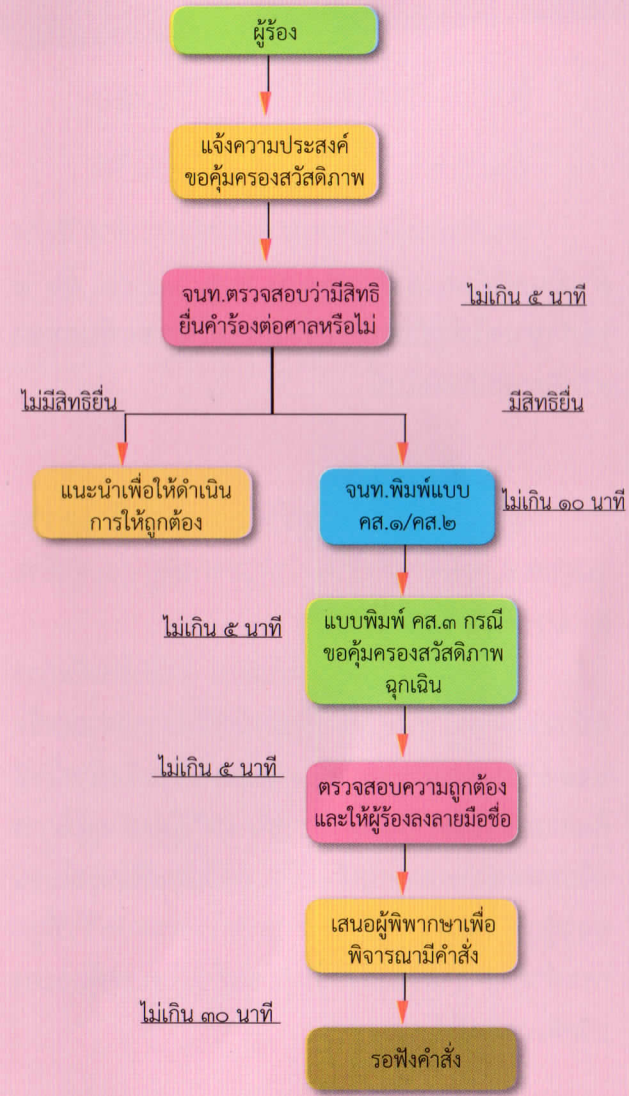 ผู้ร้อง
แจ้งความประสงค์
ขอคุ้มครองสวัสดิภาพ
จนท.ตรวจสอบว่ามีสิทธิ
ยื่นคำร้องต่อศาลหรือไม่
ไม่เกิน ๕ นาที
ไม่มีสิทธิยื่น
มีสิทธิยื่น
แนะนำเพื่อให้ดำเนิน
การให้ถูกต้อง
จนท.พิมพ์แบบ
คส.๑/คส.๒
ไม่เกิน ๑๐ นาที
ไม่เกิน ๕ นาที
แบบพิมพ์ คส.๓ กรณี
ขอคุ้มครองสวัสดิภาพ
ฉุกเฉิน
ไม่เกิน ๕ นาที
ตรวจสอบความถูกต้อง
และให้ผู้ร้องลงลายมือชื่อ
เสนอผู้พิพากษาเพื่อ
พิจารณามีคำสั่ง
ไม่เกิน ๓๐ นาที
รอฟังคำสั่ง